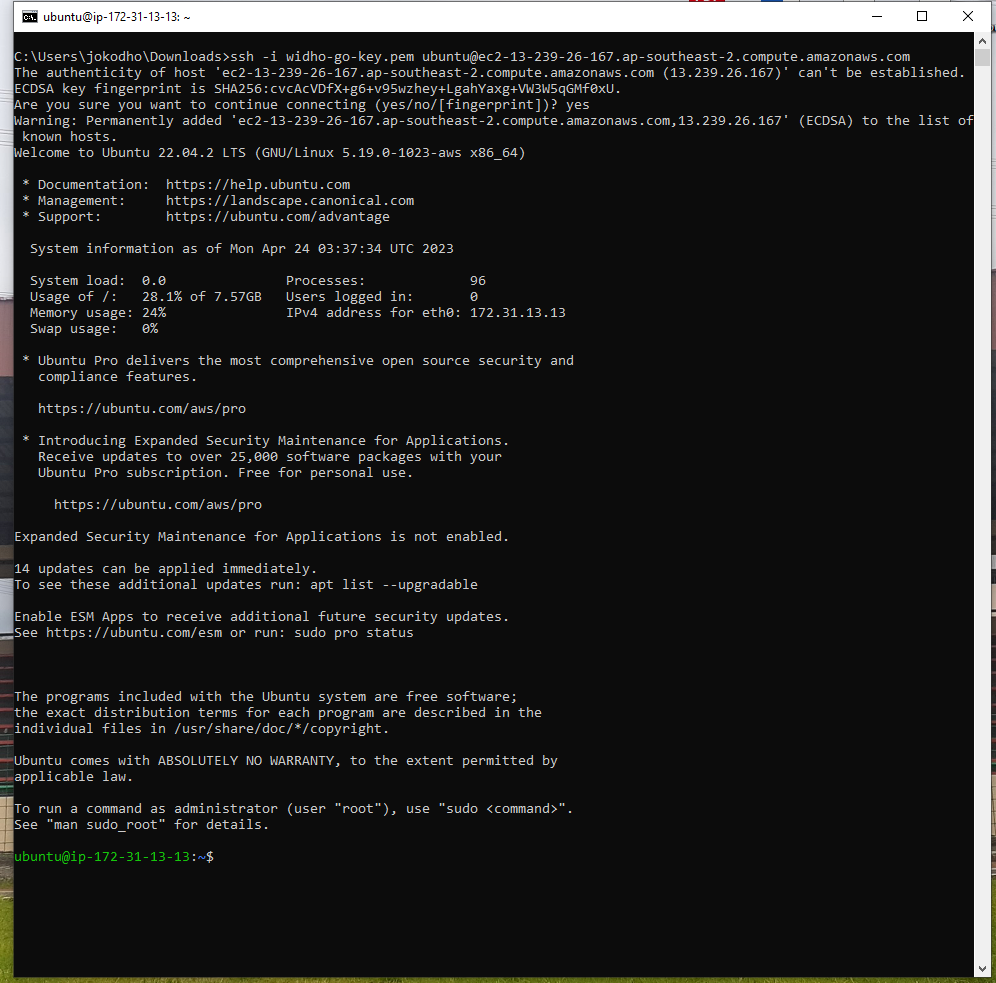 ubuntu@ip-172-31-13-13: ~
C:\Users\jokodho\Downloads>ssh -i widho-go-key.pem ubuntu@ec2-13-239-26-167.ap-southeast-2.compute.amazonaws.com
The authenticity of host 'ec2-13-239-26-167.ap-southeast-2.compute.amazonaws.com (13.239.26.167)' can't be established.
ECDSA key fingerprint is SHA256:cvcAcVDfX+g6+v95wzhey+LgahYaxg+VW3W5qGMf0xU.
Are you sure you want to continue connecting (yes/no/[fingerprint])? yes
Warning: Permanently added 'ec2-13-239-26-167.ap-southeast-2.compute.amazonaws.com,13.239.26.167' (ECDSA) to the list of
 known hosts.
Welcome to Ubuntu 22.04.2 LTS (GNU/Linux 5.19.0-1023-aws x86_64)
 * Documentation:  https://help.ubuntu.com
 * Management:     https://landscape.canonical.com
 * Support:        https://ubuntu.com/advantage
  System information as of Mon Apr 24 03:37:34 UTC 2023
  System load:  0.0               Processes:             96
  Usage of /:   28.1% of 7.57GB   Users logged in:       0
  Memory usage: 24%               IPv4 address for eth0: 172.31.13.13
  Swap usage:   0%
 * Ubuntu Pro delivers the most comprehensive open source security and
   compliance features.
   https://ubuntu.com/aws/pro
 * Introducing Expanded Security Maintenance for Applications.
   Receive updates to over 25,000 software packages with your
   Ubuntu Pro subscription. Free for personal use.
     https://ubuntu.com/aws/pro
Expanded Security Maintenance for Applications is not enabled.
14 updates can be applied immediately.
To see these additional updates run: apt list --upgradable
Enable ESM Apps to receive additional future security updates.
See https://ubuntu.com/esm or run: sudo pro status
The programs included with the Ubuntu system are free software;
the exact distribution terms for each program are described in the
individual files in /usr/share/doc/*/copyright.
Ubuntu comes with ABSOLUTELY NO WARRANTY, to the extent permitted by
applicable law.
To run a command as administrator (user "root"), use "sudo <command>".
See "man sudo_root" for details.
ubuntu@ip-172-31-13-13:~$